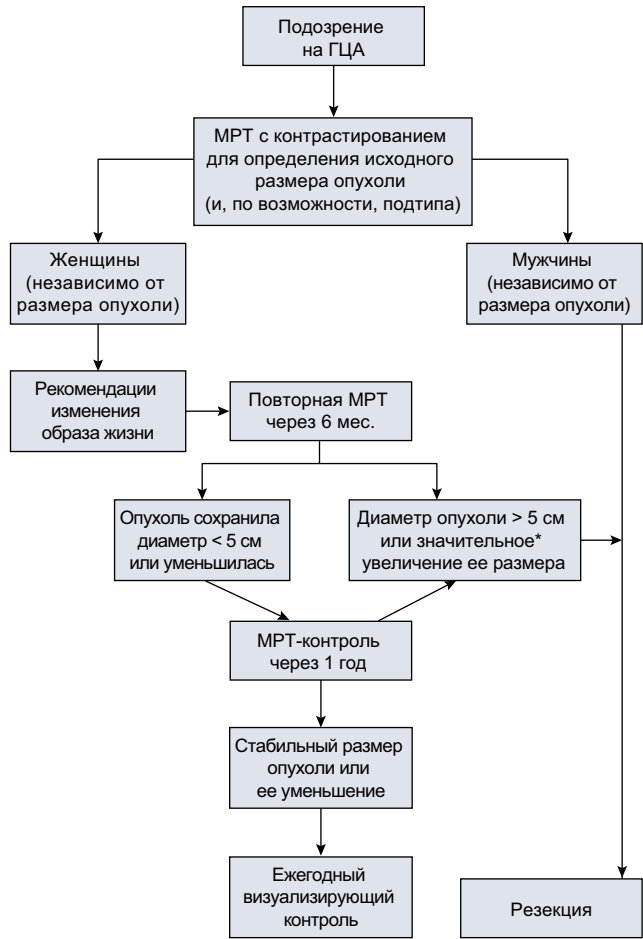 Подозрение
на ГЦА
МРТ с контрастированием
для определения исходного
размера опухоли
(и, по возможности, подтипа)
Женщины
(независимо от
размера опухоли)
Мужчины
(независимо от
размера опухоли)
Рекомендации
изменения
образа жизни
Повторная МРТ
через 6 мес.
Опухоль сохранила
диаметр < 5 см
или уменьшилась
Диаметр опухоли > 5 см
или значительное*
увеличение ее размера
МРТ-контроль
через 1 год
Стабильный размер
опухоли или
ее уменьшение
Ежегодный
визуализирующий
контроль
Резекция